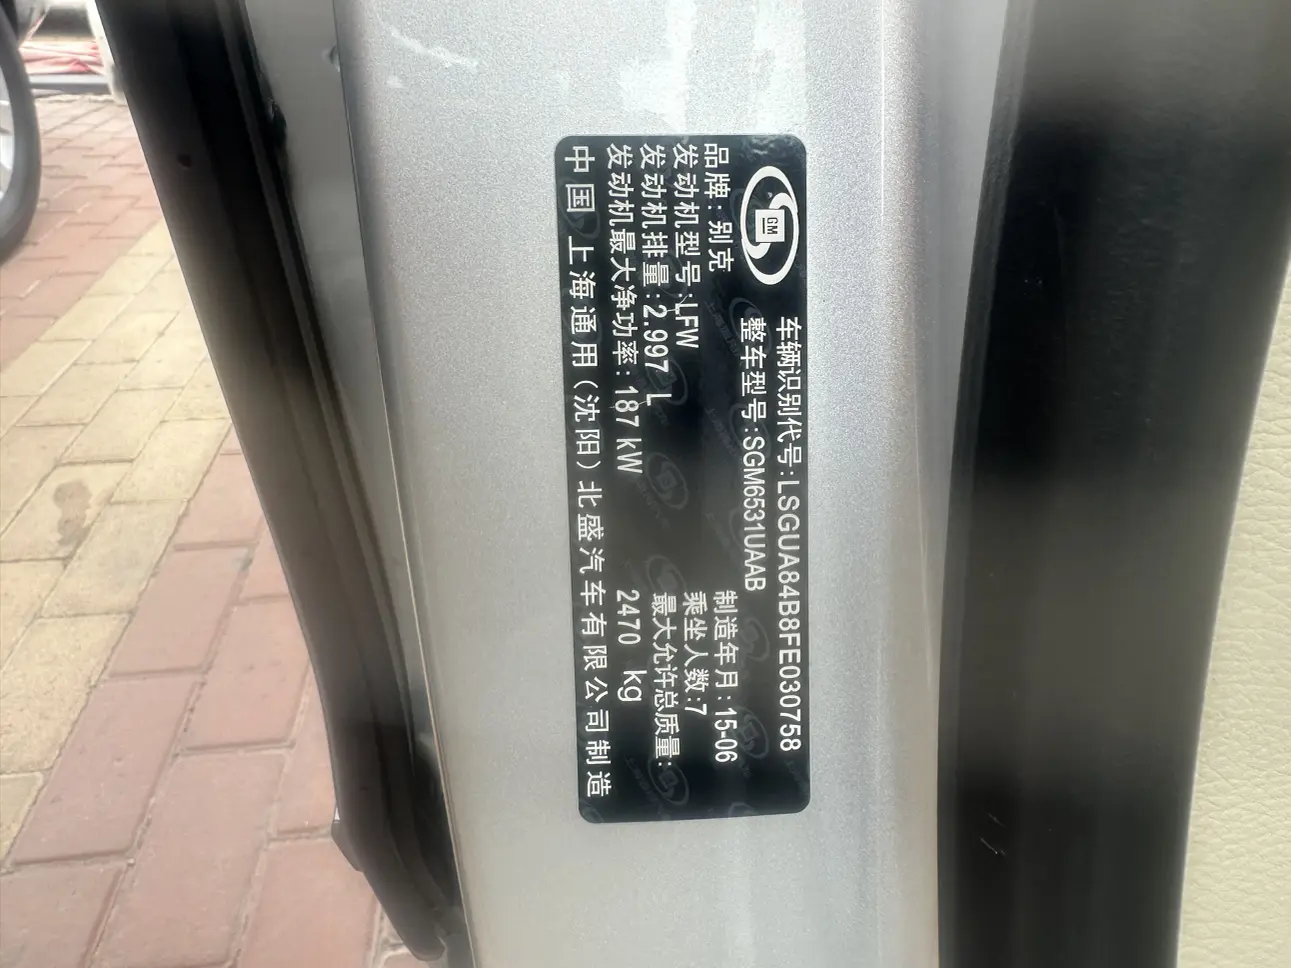 GM
车辆识别代号:LSGUA84B8FE030758
整车型号:SGM6531UAAB
品牌:别克
制造年月:15-06
发动机型号:LFW
乘坐人数:7
发动机排量:2.997 L
最大允许总质量:
发动机最大净功率:187 kW
2470 kg
中国 上海通用(沈阳)北盛汽车有限公司制造